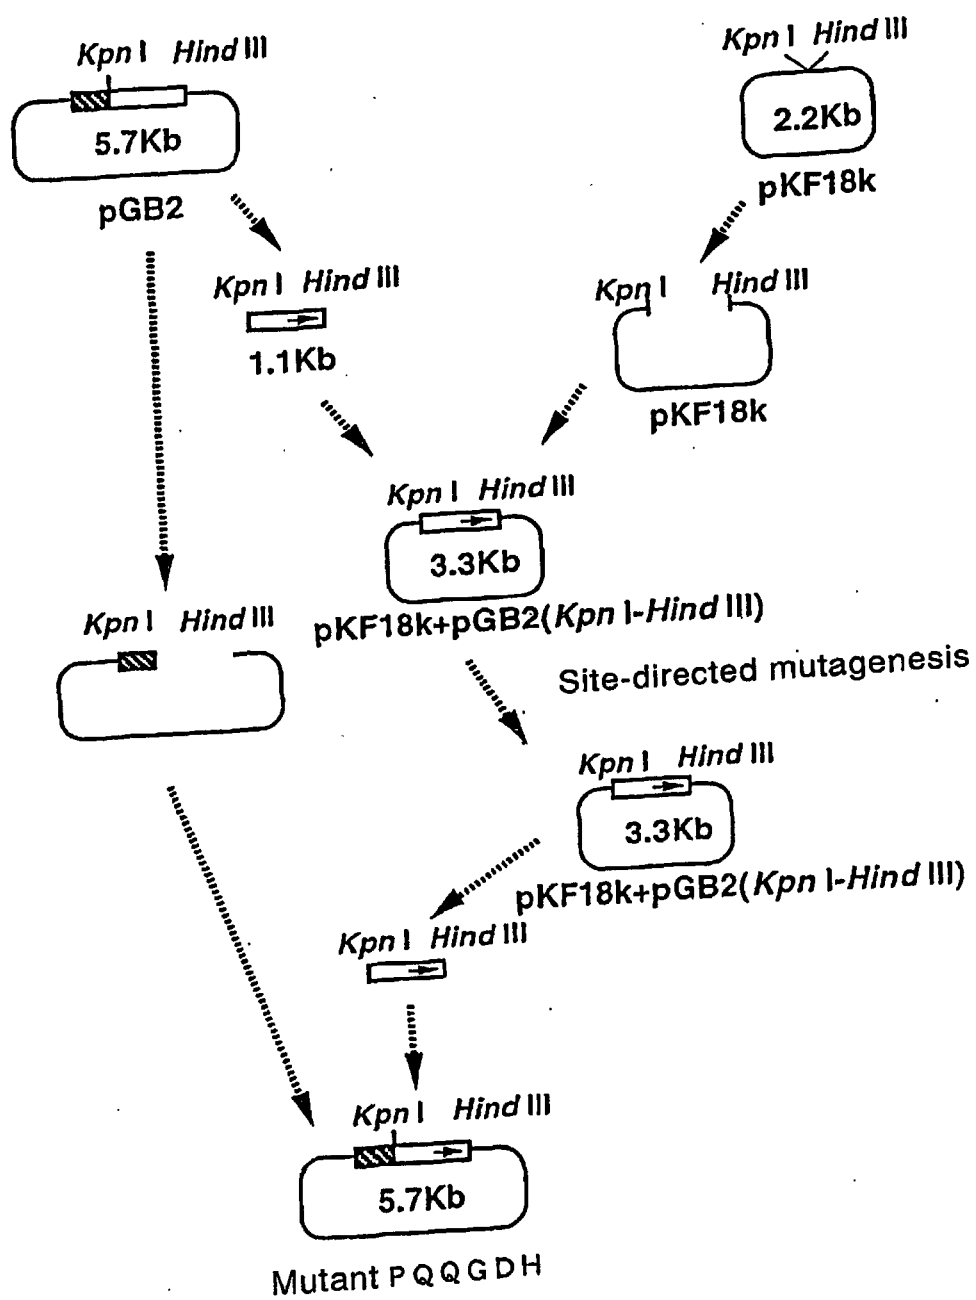 Kpn I Hind III
5.7Kb
pGB2
Kpn I Hind III
2.2Kb
pKF18k
Kpn I Hind III
1.1Kb
Kpn I Hind III
pKF18k
Kpn I Hind III
3.3Kb
pKF18k+pGB2(Kpn I-Hind III)
Kpn I Hind III
Site-directed mutagenesis
Kpn I Hind III
3.3Kb
pKF18k+pGB2(Kpn I-Hind III)
Kpn I Hind III
Kpn I Hind III
5.7Kb
Mutant PQQGDH